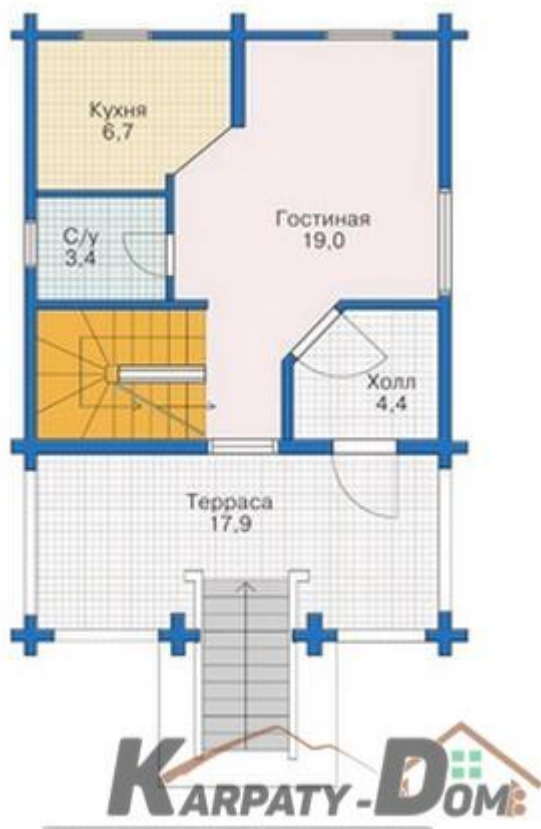 Кухня
6,7
С/у
3,4
Гостиная
19,0
Холл
4,4
Терраса
17,9
KARPATY-DOM